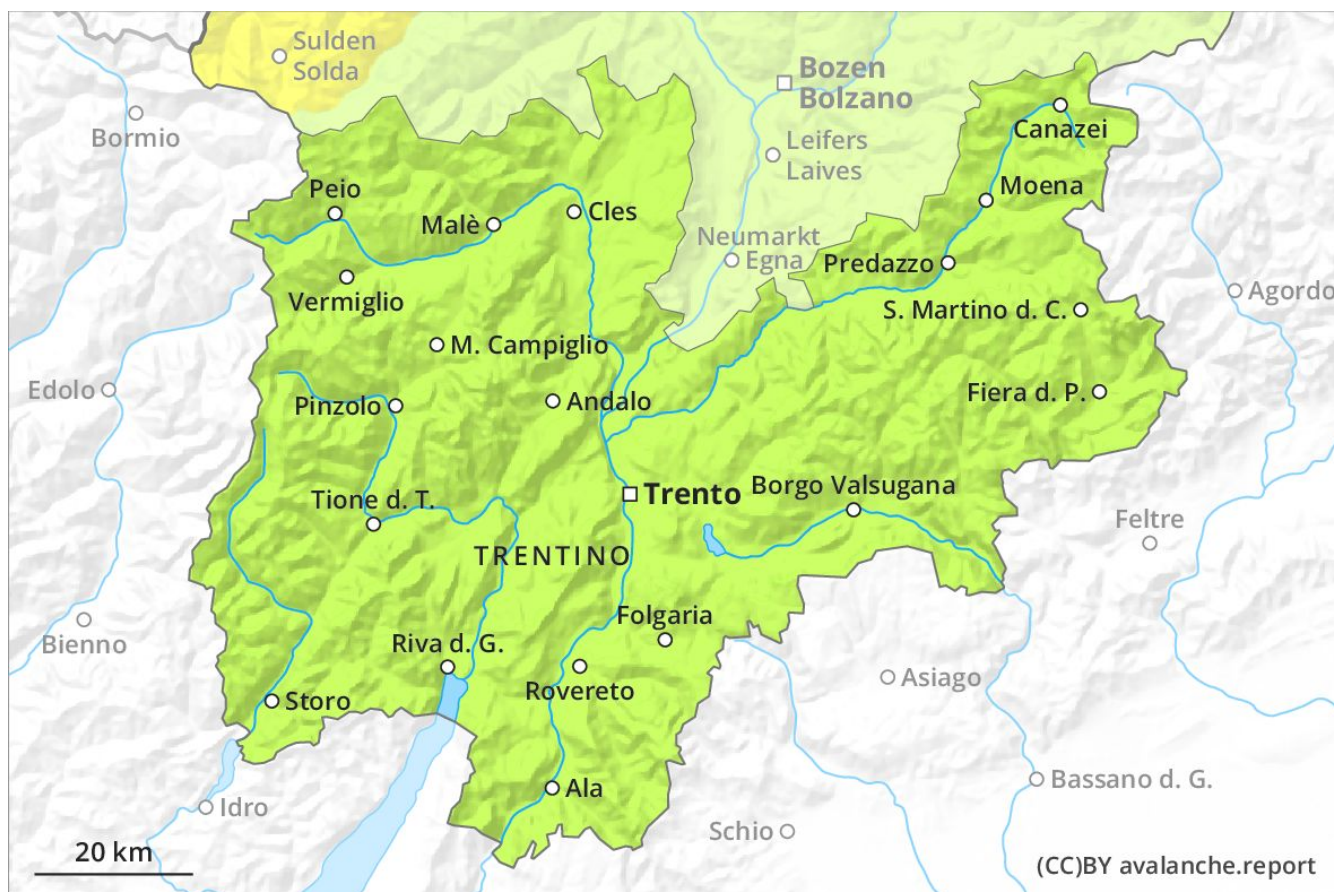 Sulden
Solda
Bozen
Bolzano
Bormio
Canazei
Leifers
Laives
Peio
Moena
Malè
Cles
Neumarkt
Egna
Predazzo
Vermiglio
Agordo
S. Martino d. C.
M. Campiglio
Edolo
Pinzolo
Andalo
Fiera d. P.
Trento
Borgo Valsugana
Tione d. T.
Feltre
TRENTINO
Folgaria
Bienno
Riva d. G.
Asiago
Rovereto
Storo
Bassano d. G.
Ala
Idro
Schio
20 km
(CC)BY avalanche.report